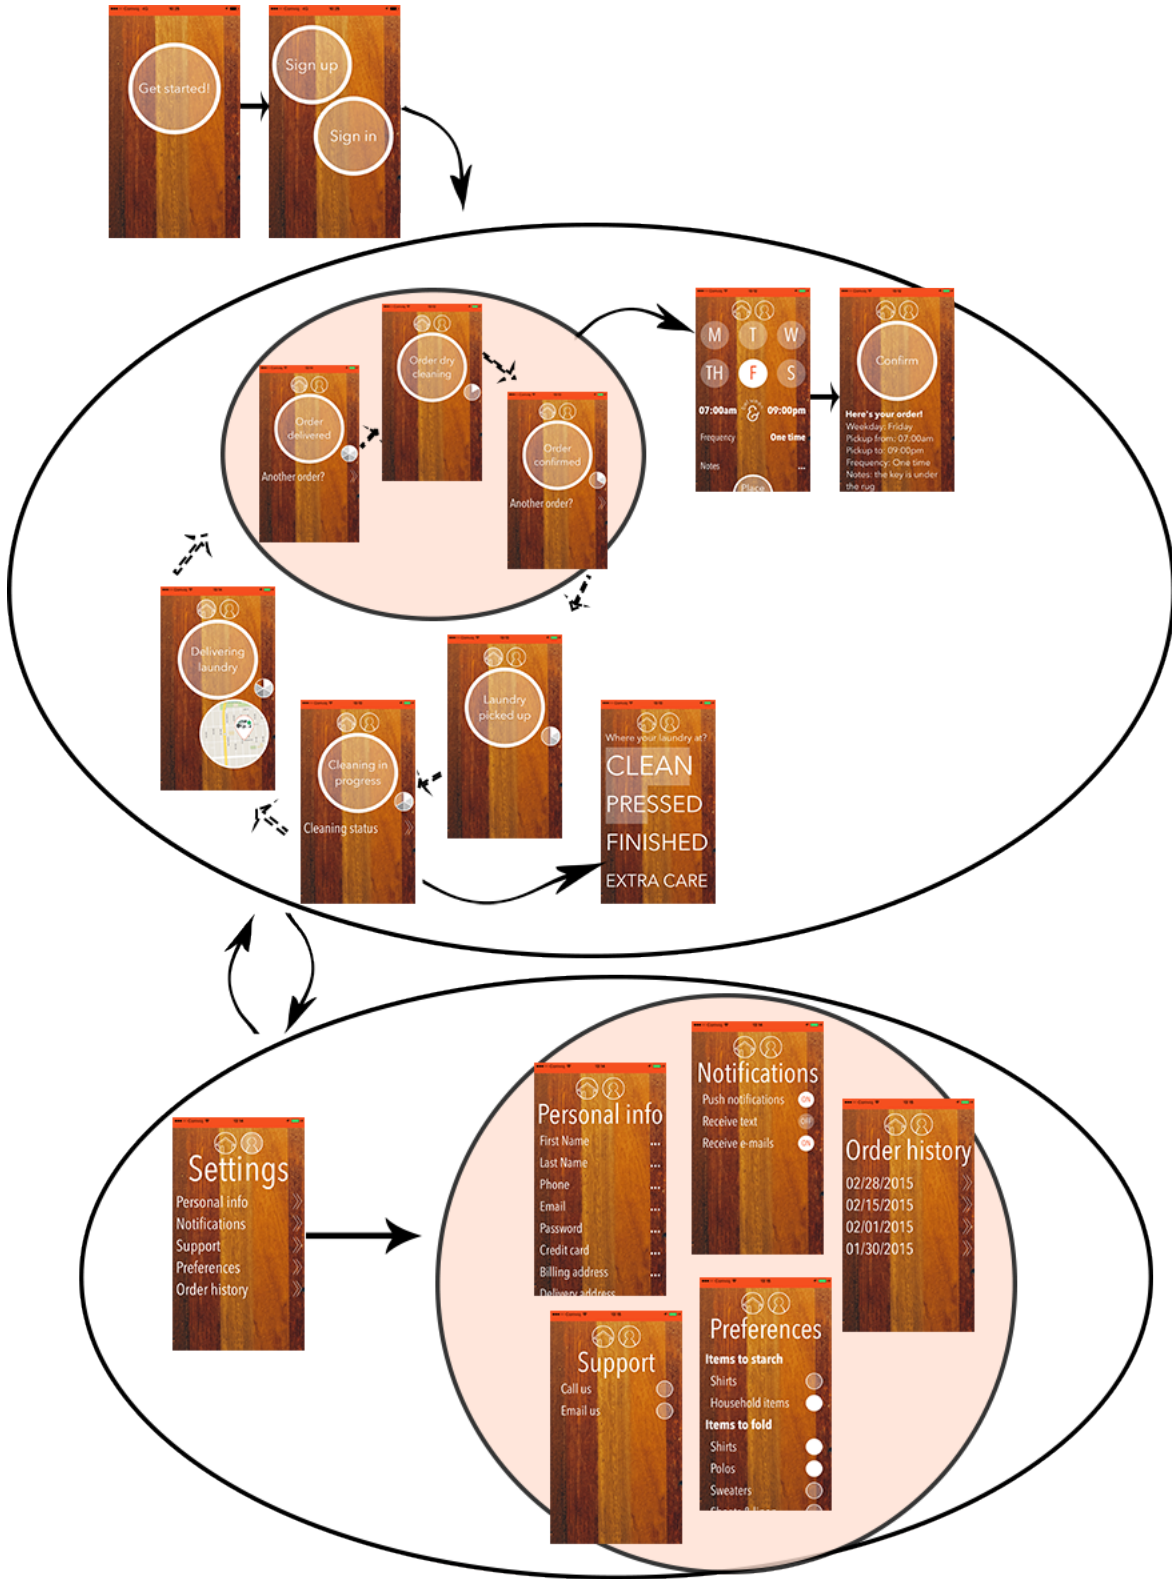 Get started!
Sign up
Sign in
Order dry
cleaning
Order
delivered
Another order?
Order
confirmed
Another order?
M T W
TH F S
07:00am & 09:00pm
Frequency One time
Notes ...
Place
Confirm
Here's your order!
Weekday: Friday
Pickup from: 07:00am
Pickup to: 09:00pm
Frequency: One time
Notes: the key is under
the rug
Delivering
laundry
Cleaning in
progress
Cleaning status
Laundry
picked up
Where your laundry at?
CLEAN
PRESSED
FINISHED
EXTRA CARE
Settings
Personal info
Notifications
Support
Preferences
Order history
Personal info
First Name ...
Last Name ...
Phone ...
Email ...
Password ...
Credit card ...
Billing address ...
Delivery address
Notifications
Push notifications ON
Receive text OFF
Receive e-mails ON
Order history
02/28/2015
02/15/2015
02/01/2015
01/30/2015
Support
Call us
Email us
Preferences
Items to starch
Shirts
Household items
Items to fold
Shirts
Polos
Sweaters